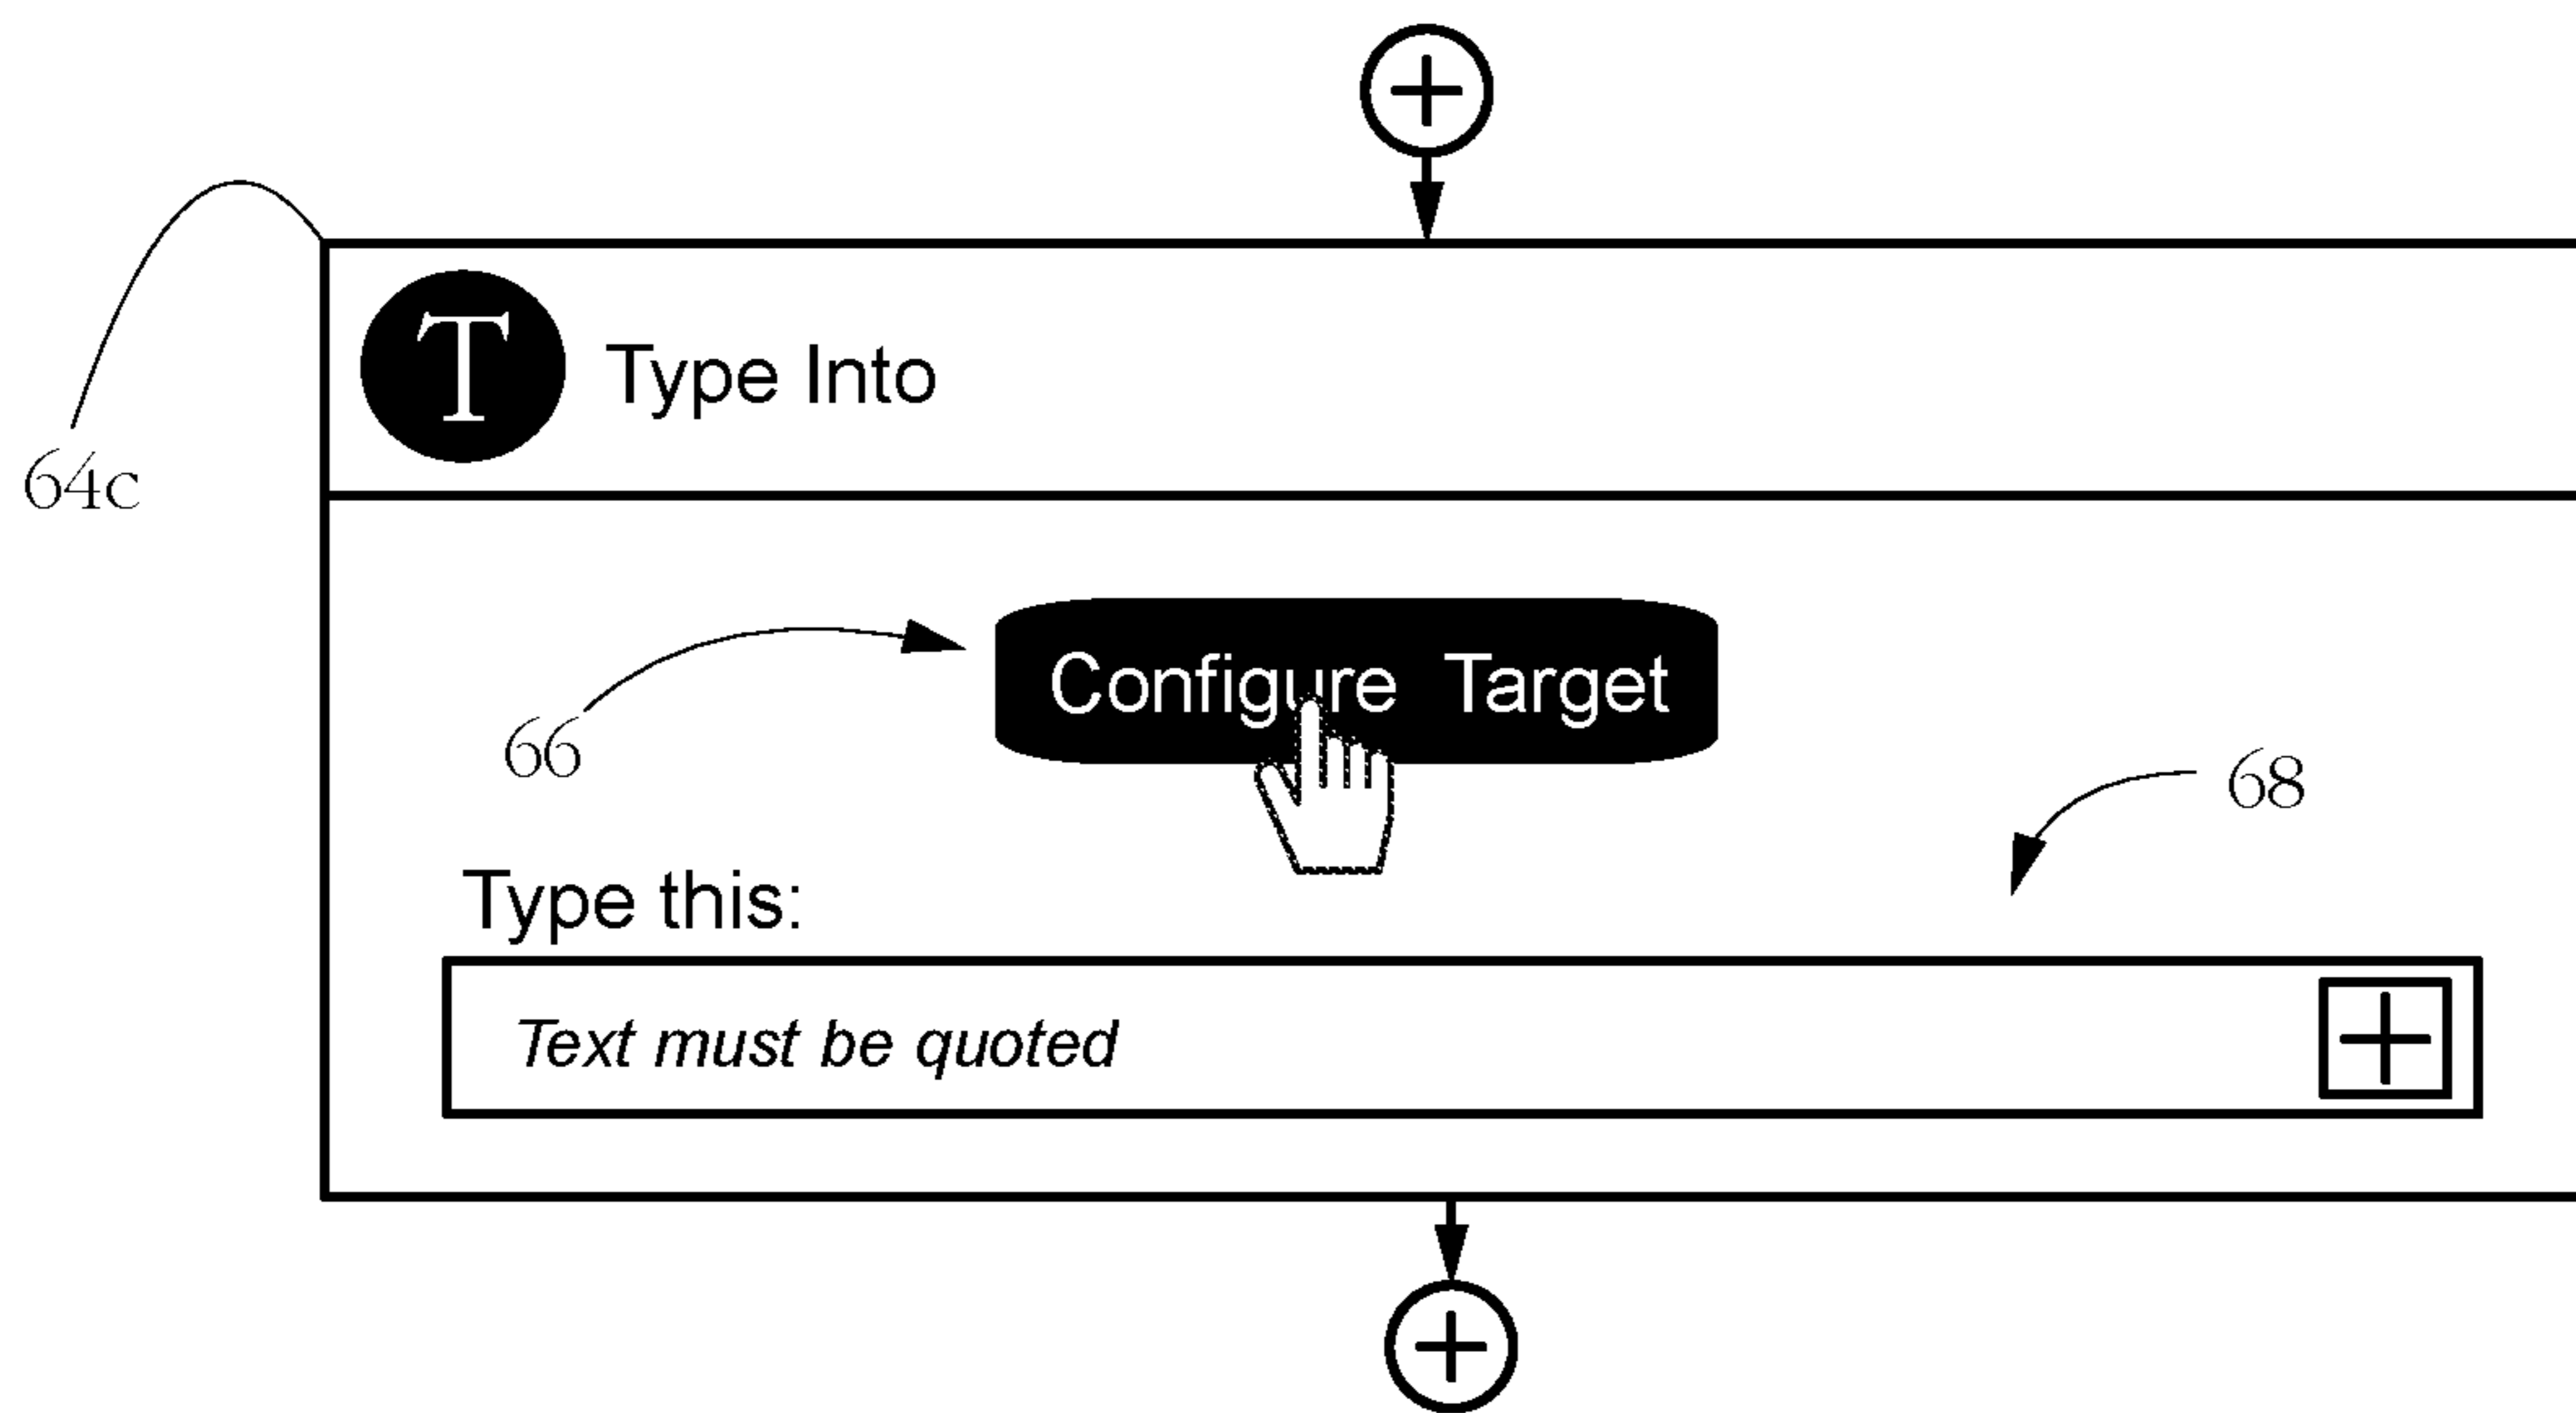 T Type Into
64c
Configure Target
66
68
Type this:
Text must be quoted